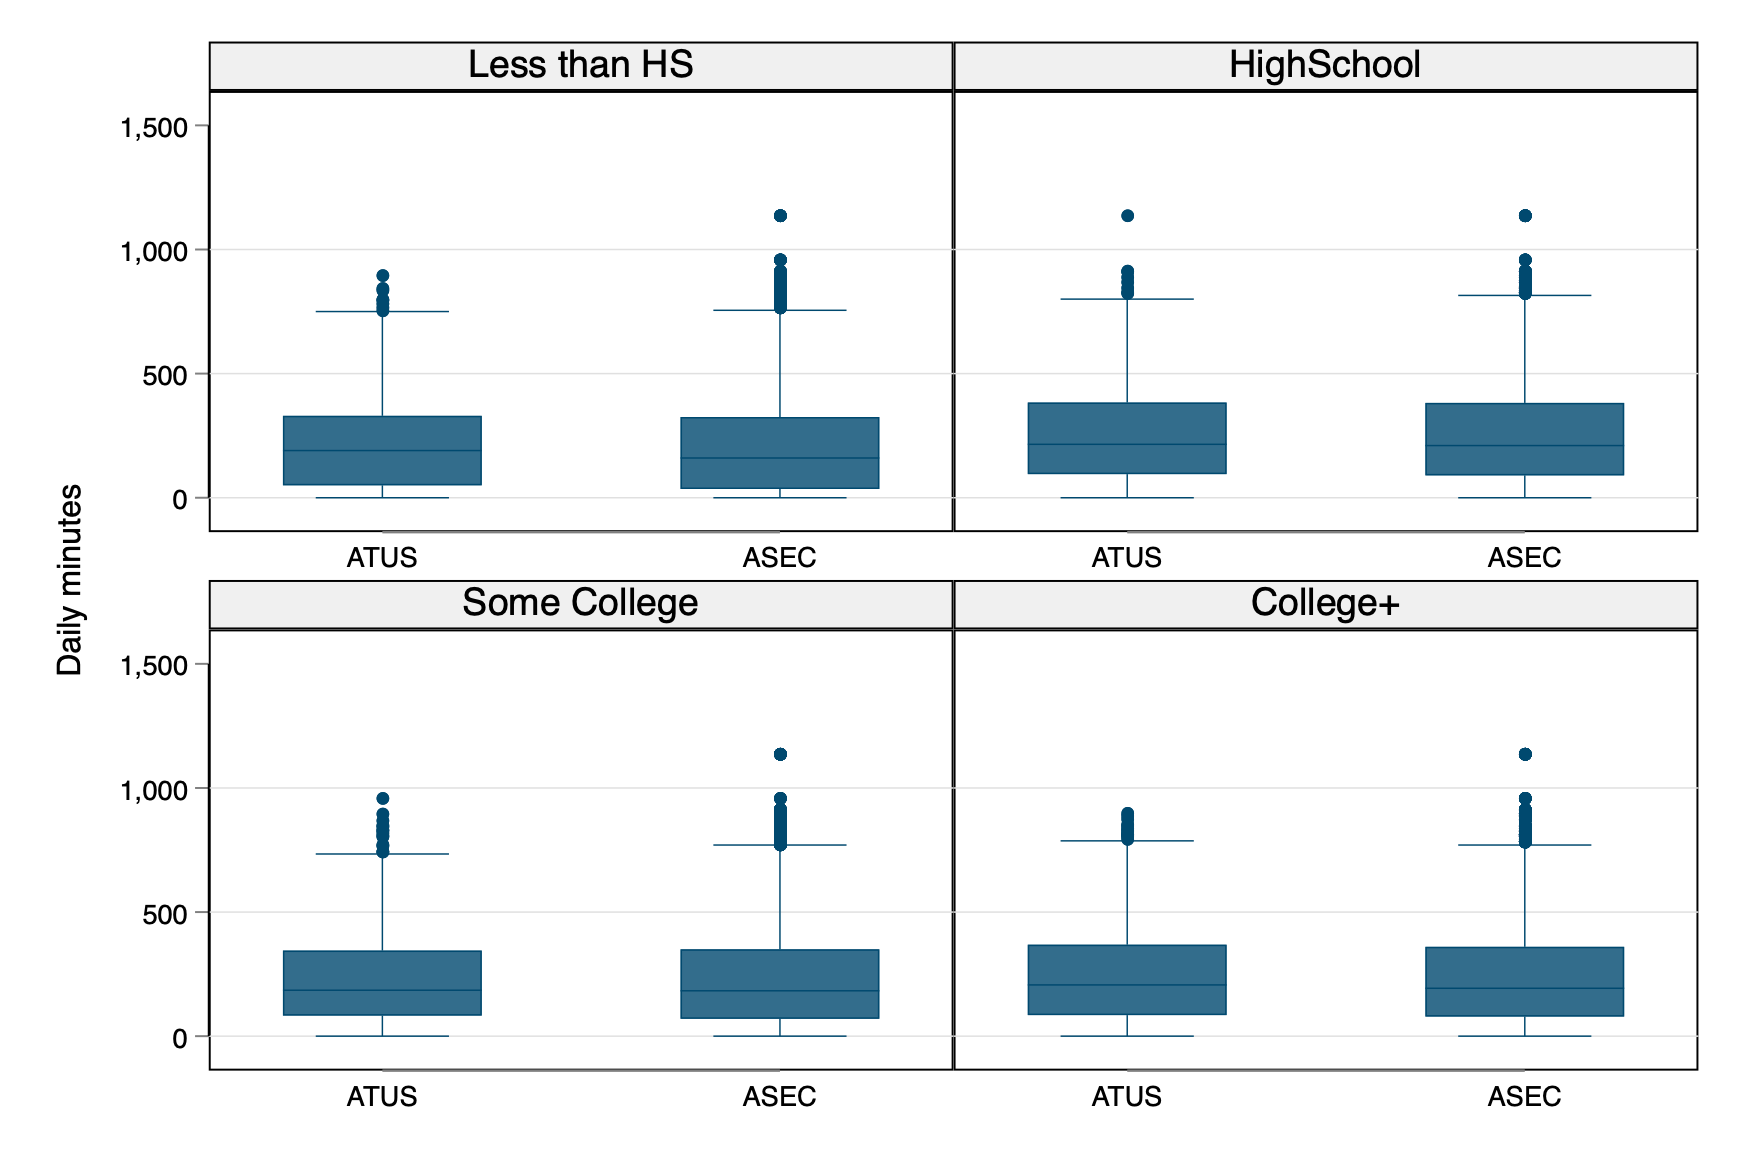 Less than HS
HighSchool
1,500
1,000
500
0
ATUS
ASEC
ATUS
ASEC
Daily minutes
Some College
College+
1,500
1,000
500
0
ATUS
ASEC
ATUS
ASEC